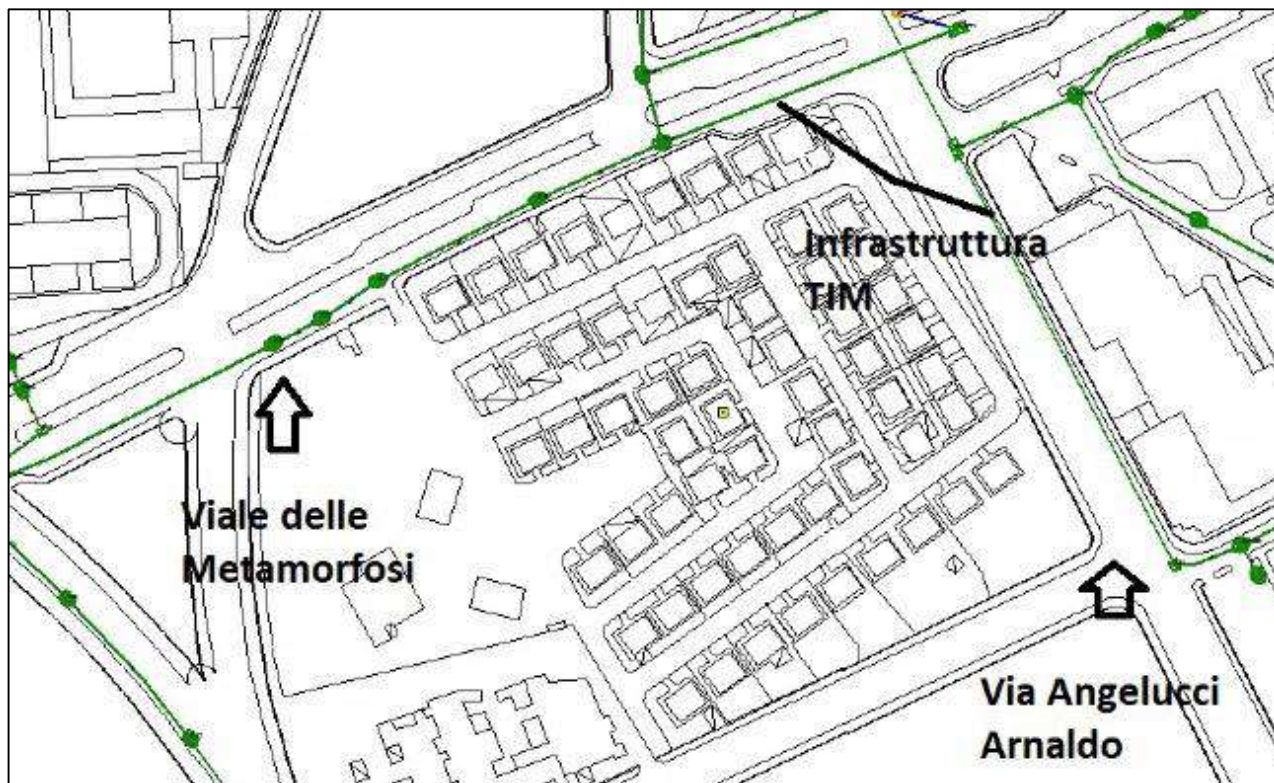 Infrastruttura
TIM
Viale delle
Metamorfosi
Via Angelucci
Arnaldo